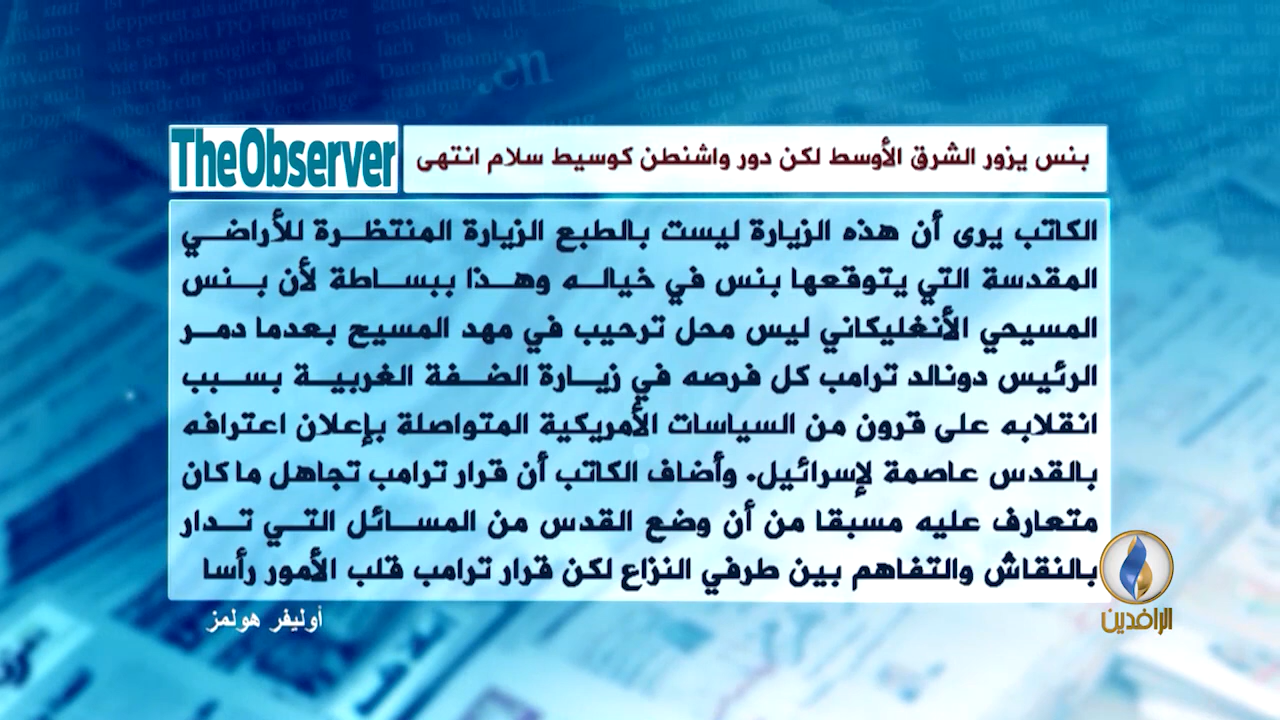 TheObserver
بنس يزور الشرق الأوسط لكن دور واشنطن كوسيط سلام انتهى
الكاتب يرى أن هذه الزيارة ليست بالطبع الزيارة المنتظرة للأراضي
المقدسة التي يتوقعها بنس في خياله وهذا ببساطة لأن بنس
المسيحي الأنغليكاني ليس محل ترحيب في مهد المسيح بعدما دمر
الرئيس دونالد ترامب كل فرصه في زيارة الضفة الغربية بسبب
انقلابه على قرون من السياسات الأمريكية المتواصلة بإعلان اعترافه
بالقدس عاصمة لإسرائيل. وأضاف الكاتب أن قرار ترامب تجاهل ما كان
متعارف عليه مسبقا من أن وضع القدس من المسائل التي تدار
بالنقاش والتفاهم بين طرفي النزاع لكن قرار ترامب قلب الأمور رأسا
أوليفر هولمز
الرافدين